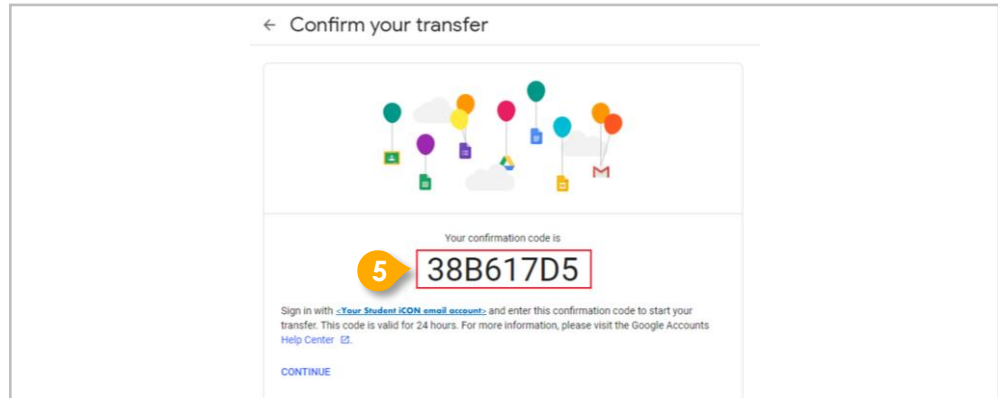 ← Confirm your transfer
Your confirmation code is
5
38B617D5
Sign in with <Your Student iCON email account> and enter this confirmation code to start your
transfer. This code is valid for 24 hours. For more information, please visit the Google Accounts
Help Center.
CONTINUE